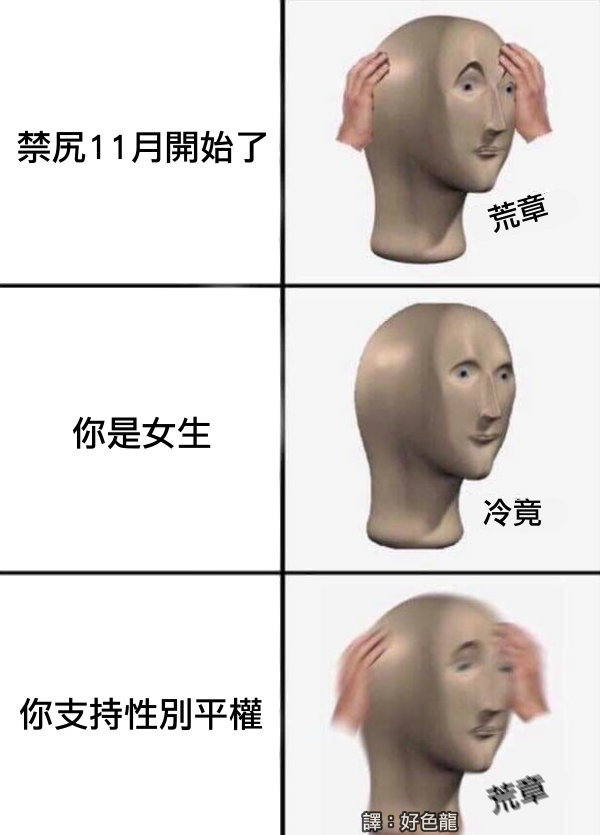 禁尻11月開始了
荒章
你是女生
冷竟
你支持性別平權
荒章
譯：好色龍